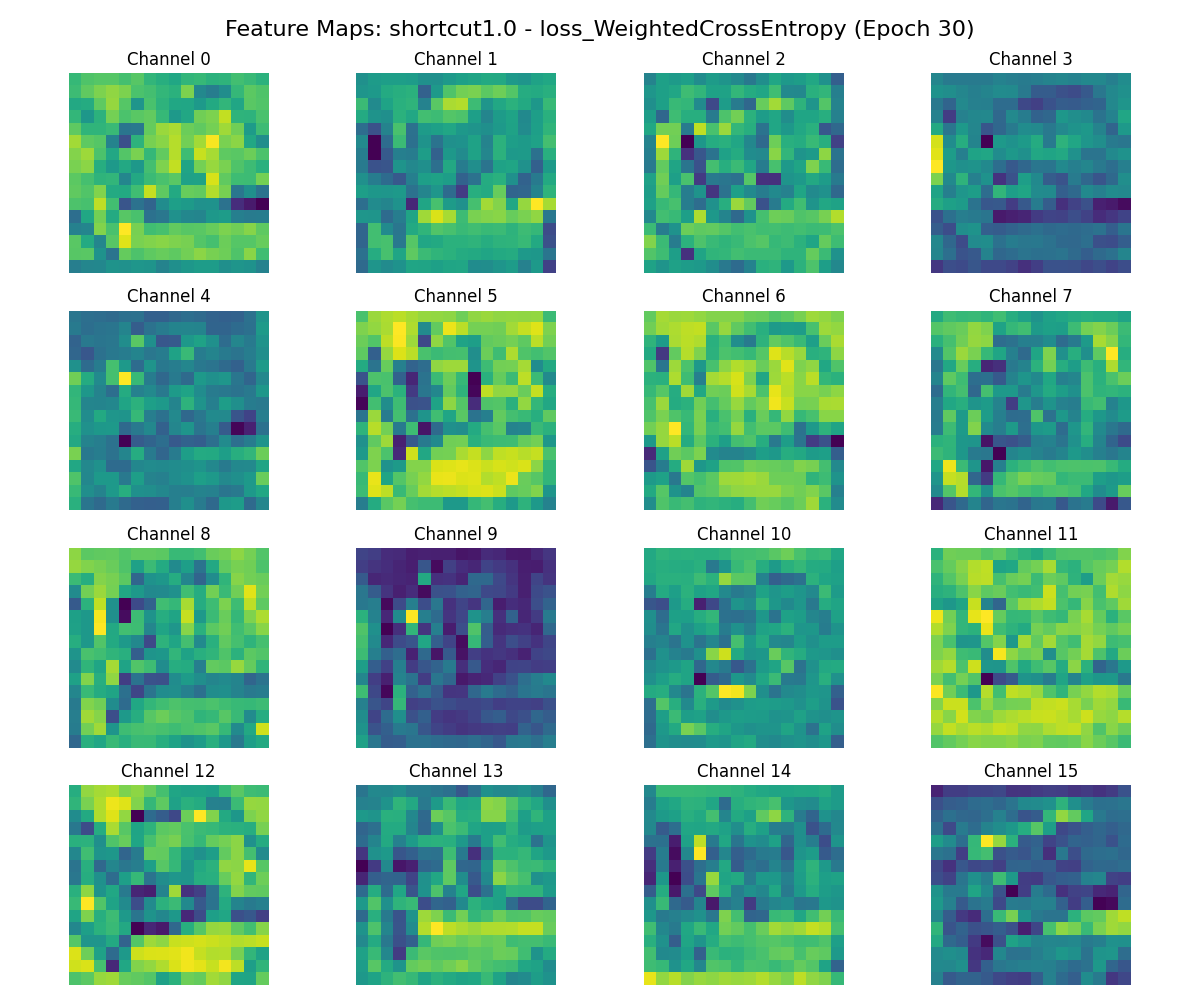 Feature Maps: shortcut1.0 - loss_WeightedCrossEntropy (Epoch 30)
Channel 0
Channel 1
Channel 2
Channel 3
Channel 4
Channel 5
Channel 6
Channel 7
Channel 8
Channel 9
Channel 10
Channel 11
Channel 12
Channel 13
Channel 14
Channel 15